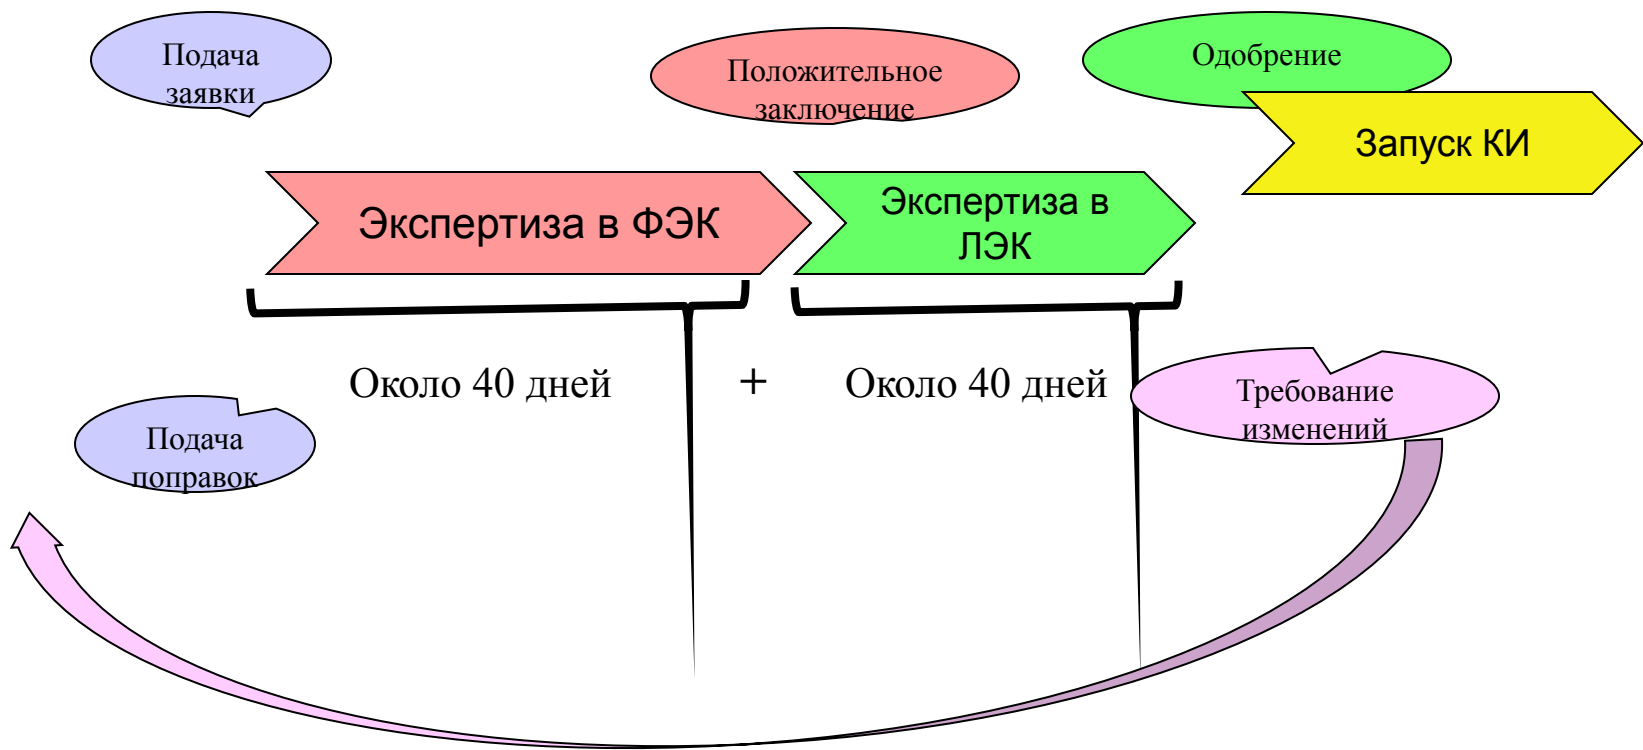 Подача
заявки
Положительное
заключение
Одобрение
Запуск КИ
Экспертиза в ФЭК
Экспертиза в
ЛЭК
Около 40 дней
+
Около 40 дней
Требование
изменений
Подача
поправок